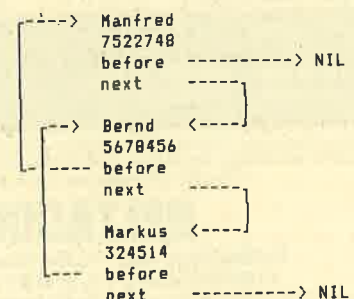 Manfred
7522748
before ----------> NIL
next
Bernd
5678456
before
next
Markus
324514
before
next ----------> NIL